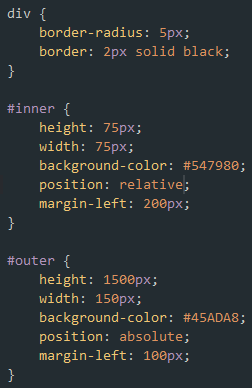 div {
    border-radius: 5px;
    border: 2px solid black;
}

#inner {
    height: 75px;
    width: 75px;
    background-color: #547980;
    position: relative;
    margin-left: 200px;
}

#outer {
    height: 1500px;
    width: 150px;
    background-color: #45ADA8;
    position: absolute;
    margin-left: 100px;
}